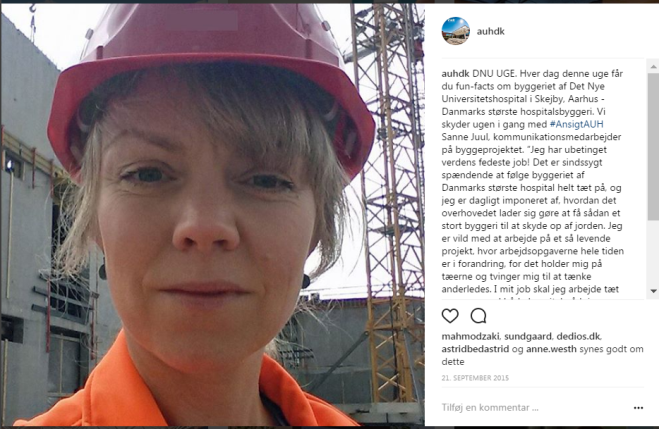 auhdk
auhdk DNU UGE. Hver dag denne uge får
du fun-facts om byggeriet af Det Nye
Universitetshospital i Skejby, Aarhus -
Danmarks største hospitalsbyggeri. Vi
skyder ugen i gang med #AnsigtAUH
Sanne Juul, kommunikationsmedarbejder
på byggeprojektet. "Jeg har ubetinget
verdens fedeste job! Det er sindssygt
spændende at følge byggeriet af
Danmarks største hospital helt tæt på, og
jeg er dagligt imponeret af, hvordan det
overhovedet lader sig gøre at få sådan et
stort byggeri til at skyde op af jorden. Jeg
er vild med at arbejde på et så levende
projekt, hvor arbejdsopgaverne hele tiden
er i forandring, for det holder mig på
tæerne og tvinger mig til at tænke
anderledes. I mit job skal jeg arbejde tæt
mahmodzaki, sundgaard, dedios.dk,
astridbedastrid og anne.westh synes godt om
dette
21. SEPTEMBER 2015
Tilføj en kommentar ...